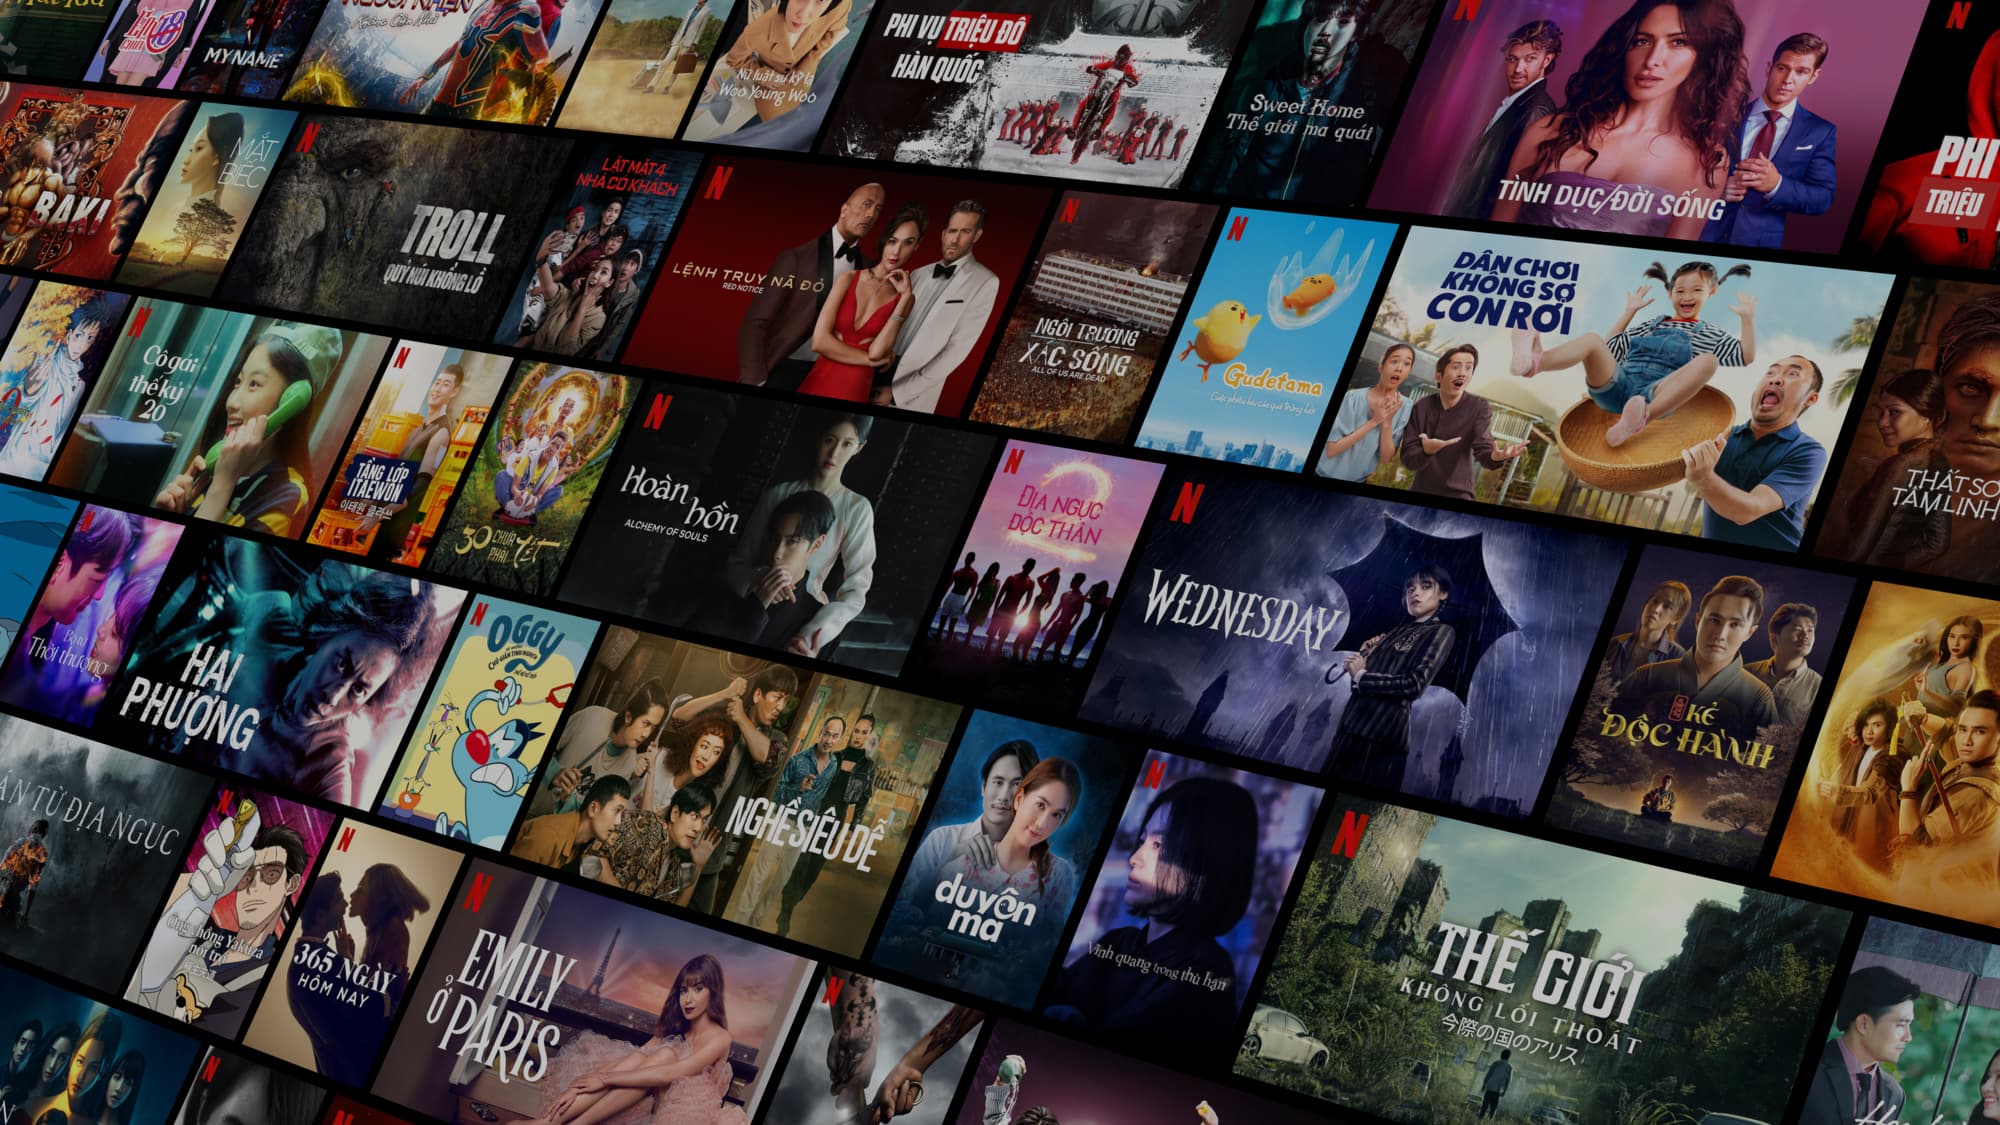 MY NAME
Không Còn Nhà
Nữ luật sư kỳ lạ
Woo Young Woo
PHI VỤ TRIỆU ĐÔ
HÀN QUỐC
Sweet Home
Thế giới ma quái
TÌNH DỤC/ĐỜI SỐNG
PHI
TRIỆU
BAKI
MẮT
BIẾC
TROLL
QUỶ NÚI KHỔNG LỒ
LẬT MẶT 4
NHÀ CÓ KHÁCH
LỆNH TRUY NÃ ĐỎ
RED NOTICE
NGÔI TRƯỜNG
XÁC SỐNG
ALL OF US ARE DEAD
Gudetama
DÂN CHƠI
KHÔNG SỢ
CON RƠI
THẤT SƠ
TÂM LINH
Cô gái
thế kỷ
20
TẦNG LỚP
ITAEWON
이태원 클라쓰
30 CHƯA
PHẢI TẾT
Hoàn hồn
ALCHEMY OF SOULS
2
ĐỊA NGỤC
ĐỘC THÂN
WEDNESDAY
KẺ
ĐỘC HÀNH
Thời thượng
HAI
PHƯỢNG
OGGY
NGHỀ SIÊU DỄ
duyên
ma
Vinh quang trong thù hận
THẾ GIỚI
KHÔNG LỐI THOÁT
今際の国のアリス
ÁN TỪ ĐỊA NGỤC
Ông chồng Yakuza
nội trợ
365 NGÀY
HÔM NAY
EMILY
Ở PARIS